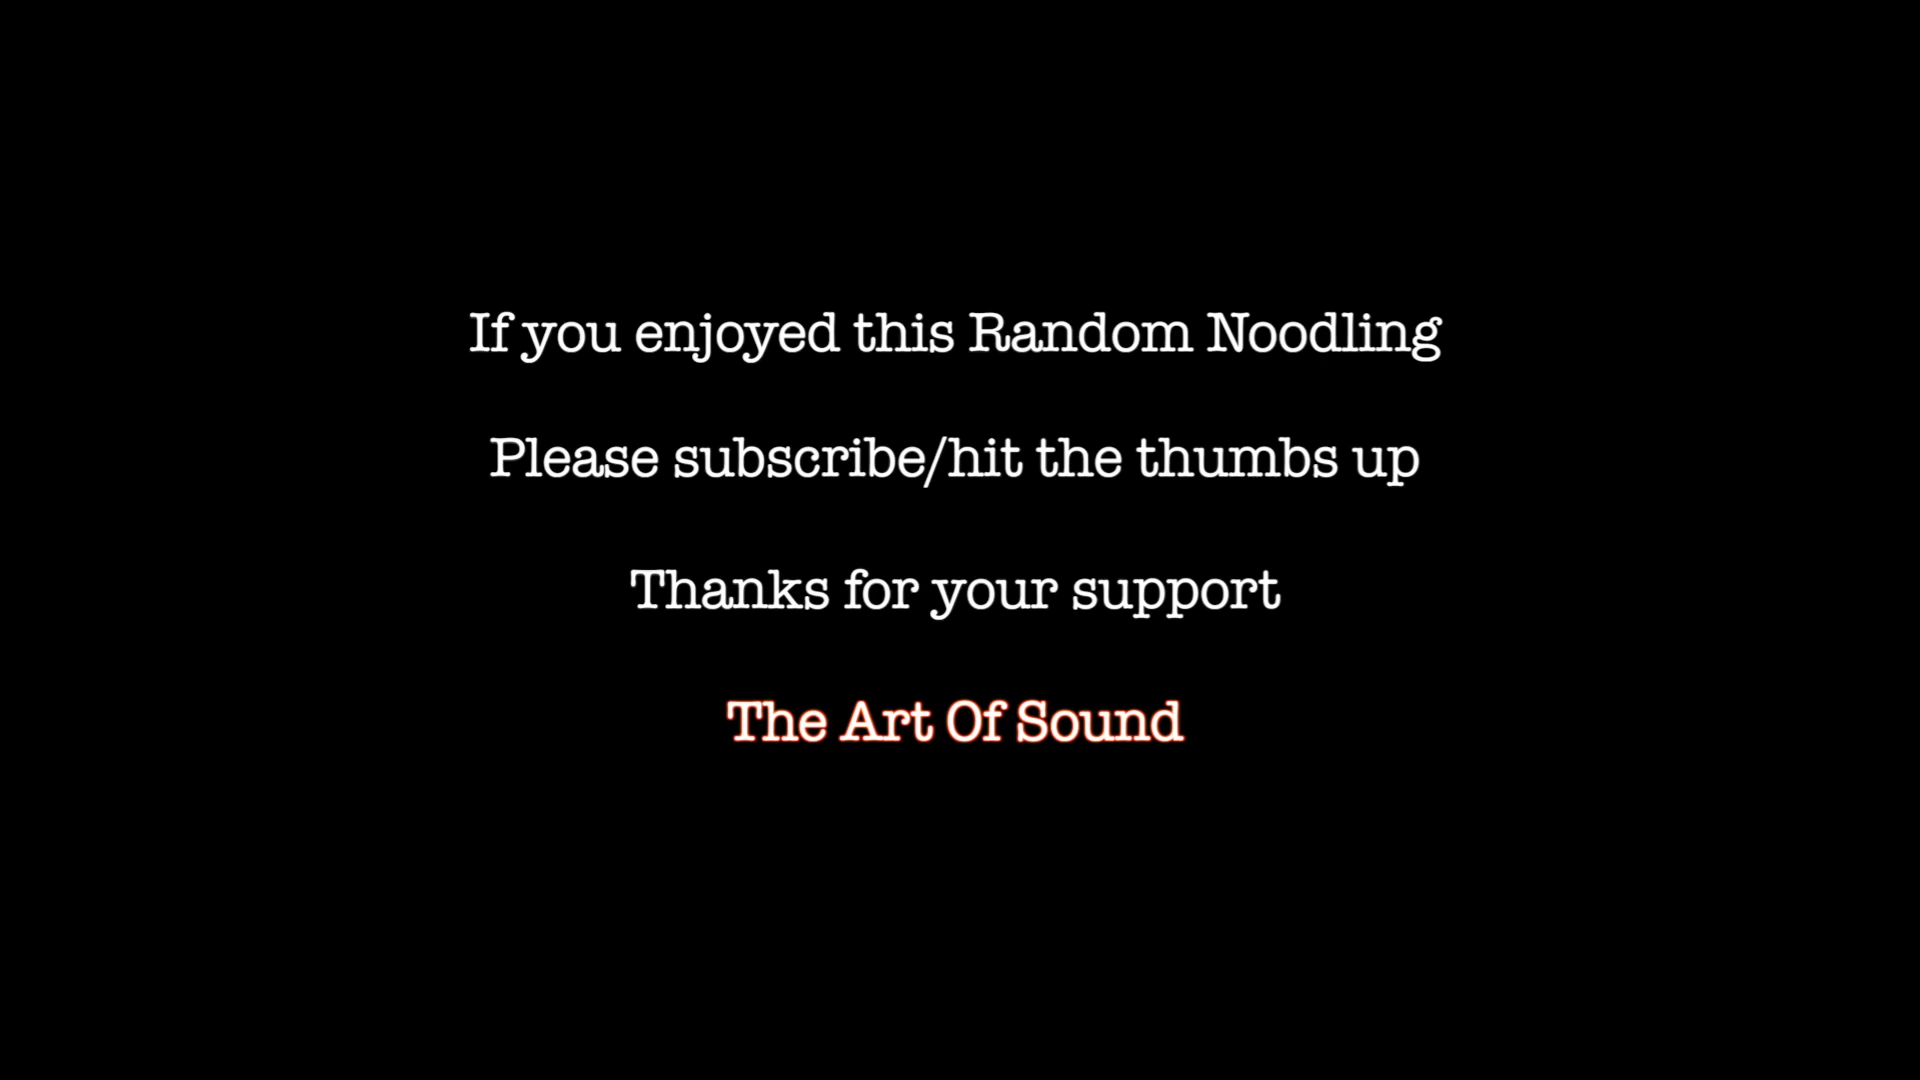 If you enjoyed this Random Noodling
Please subscribe/hit the thumbs up
Thanks for your support
The Art Of Sound